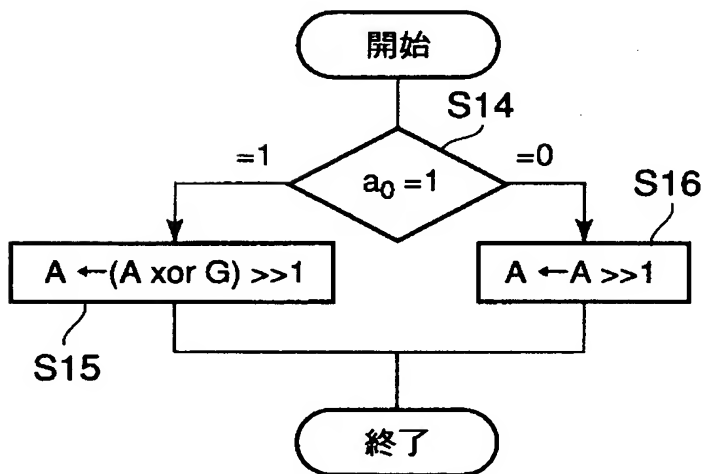 開始
S14
=1
a₀ =1
=0
S16
A ←(A xor G) >>1
A ←A >>1
S15
終了